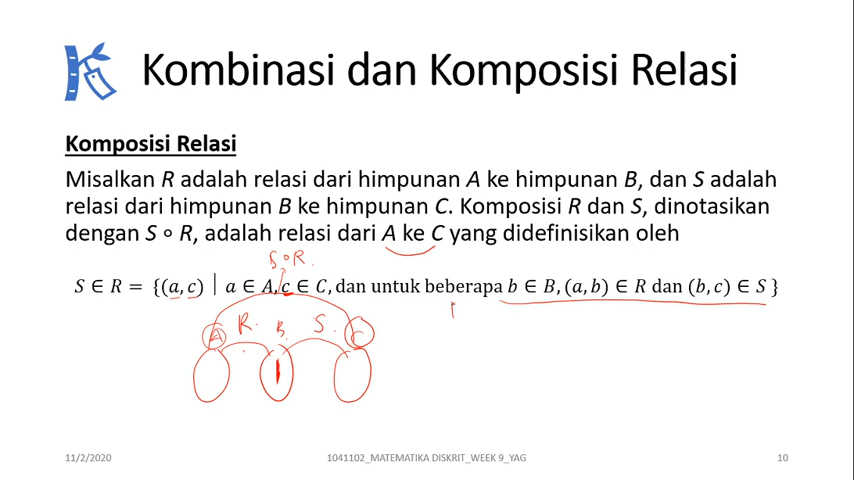 Kombinasi dan Komposisi Relasi
Komposisi Relasi
Misalkan R adalah relasi dari himpunan A ke himpunan B, dan S adalah
relasi dari himpunan B ke himpunan C. Komposisi R dan S, dinotasikan
dengan S ∘ R, adalah relasi dari A ke C yang didefinisikan oleh
S∘R.
S ∈ R = {(a, c) | a ∈ A, c ∈ C, dan untuk beberapa b ∈ B, (a, b) ∈ R dan (b, c) ∈ S }
A R. B. S. C
11/2/2020
1041102_MATEMATIKA DISKRIT_WEEK 9_YAG
10